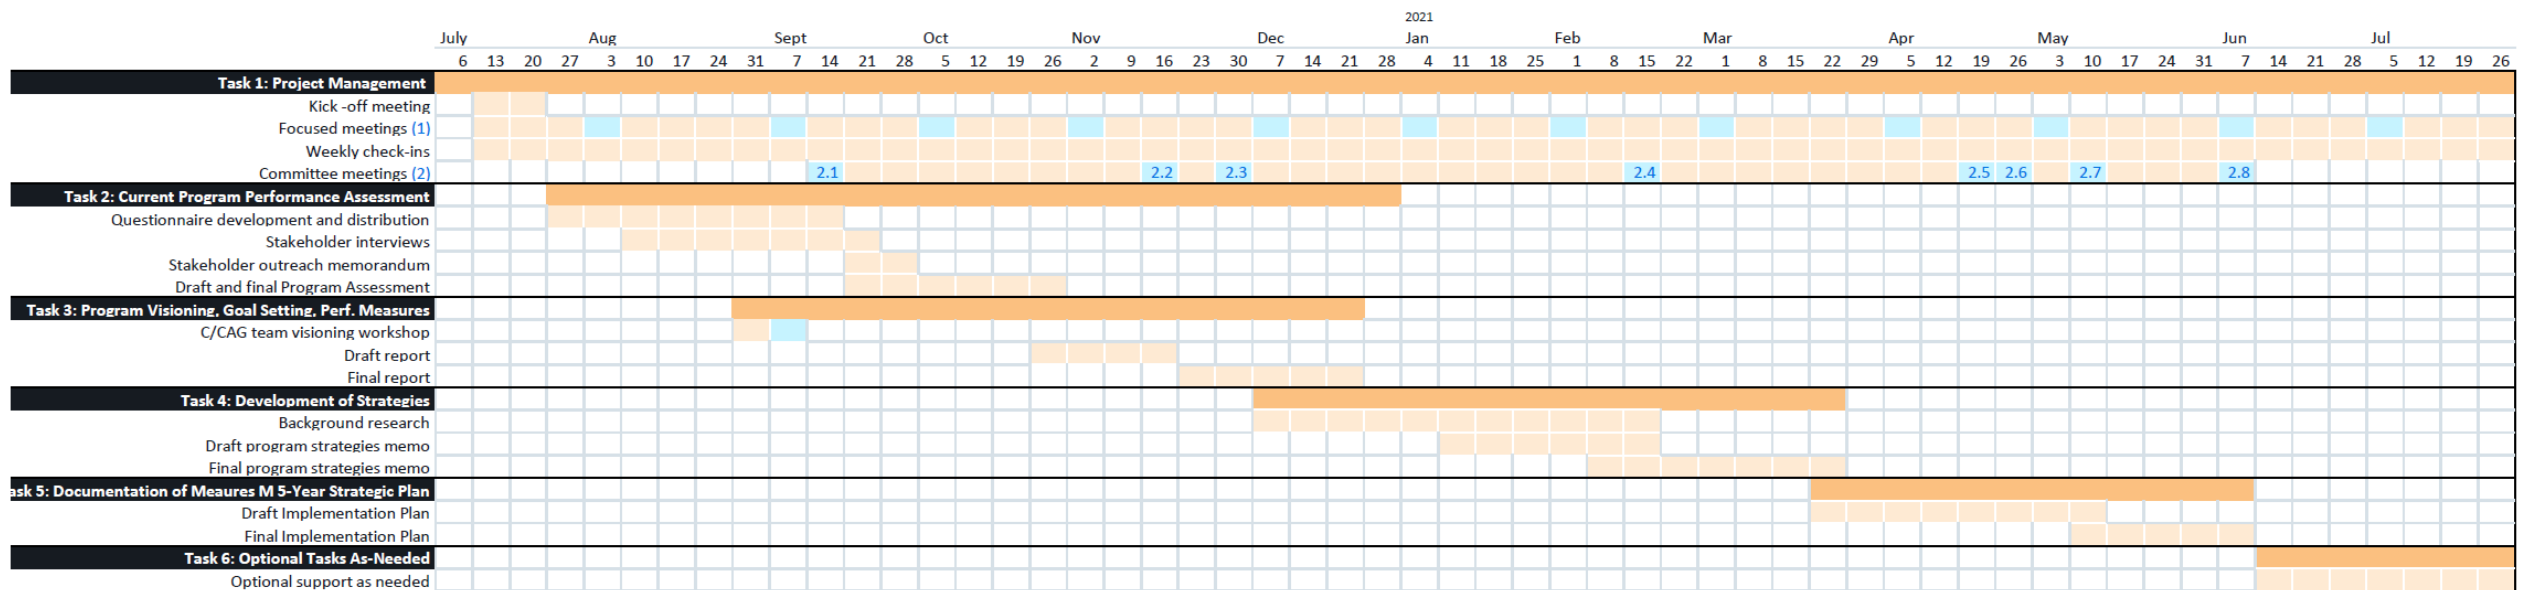 2021
July Aug Sept Oct Nov Dec Jan Feb Mar Apr May Jun Jul
6 13 20 27 3 10 17 24 31 7 14 21 28 5 12 19 26 2 9 16 23 30 7 14 21 28 4 11 18 25 1 8 15 22 1 8 15 22 29 5 12 19 26 3 10 17 24 31 7 14 21 28 5 12 19 26
Task 1: Project Management
Kick -off meeting
Focused meetings (1)
Weekly check-ins
Committee meetings (2) 2.1 2.2 2.3 2.4 2.5 2.6 2.7 2.8
Task 2: Current Program Performance Assessment
Questionnaire development and distribution
Stakeholder interviews
Stakeholder outreach memorandum
Draft and final Program Assessment
Task 3: Program Visioning, Goal Setting, Perf. Measures
C/CAG team visioning workshop
Draft report
Final report
Task 4: Development of Strategies
Background research
Draft program strategies memo
Final program strategies memo
ask 5: Documentation of Meaures M 5-Year Strategic Plan
Draft Implementation Plan
Final Implementation Plan
Task 6: Optional Tasks As-Needed
Optional support as needed